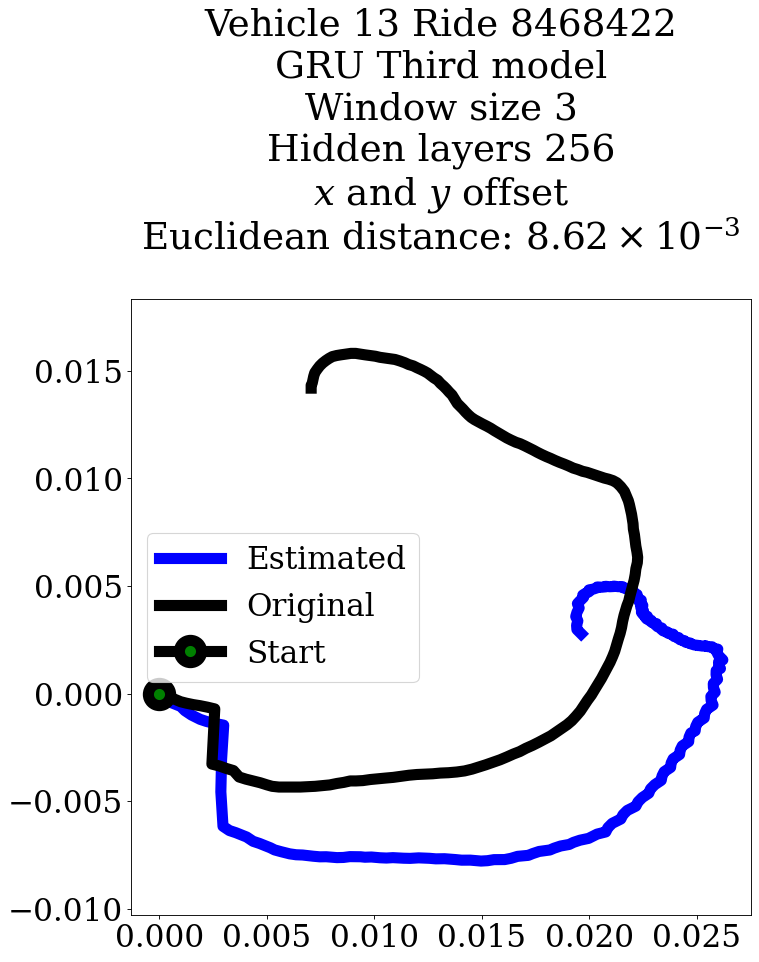 Vehicle 13 Ride 8468422
GRU Third model
Window size 3
Hidden layers 256
x and y offset
Euclidean distance: 8.62 × 10⁻³
0.015
0.010
0.005
0.000
−0.005
−0.010
Estimated
Original
Start
0.000 0.005 0.010 0.015 0.020 0.025